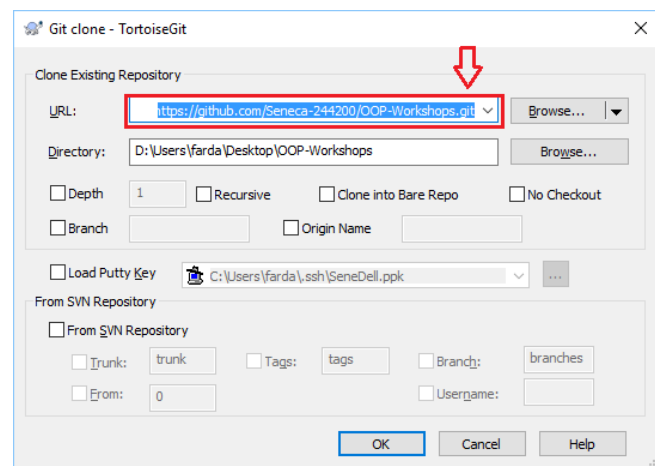 Git clone - TortoiseGit
Clone Existing Repository
URL: https://github.com/Seneca-244200/OOP-Workshops.git Browse...
Directory: D:\Users\farda\Desktop\OOP-Workshops Browse...
Depth 1 Recursive Clone into Bare Repo No Checkout
Branch Origin Name
Load Putty Key C:\Users\farda\.ssh\SeneDell.ppk ...
From SVN Repository
From SVN Repository
Trunk: trunk Tags: tags Branch: branches
From: 0 Username:
OK Cancel Help